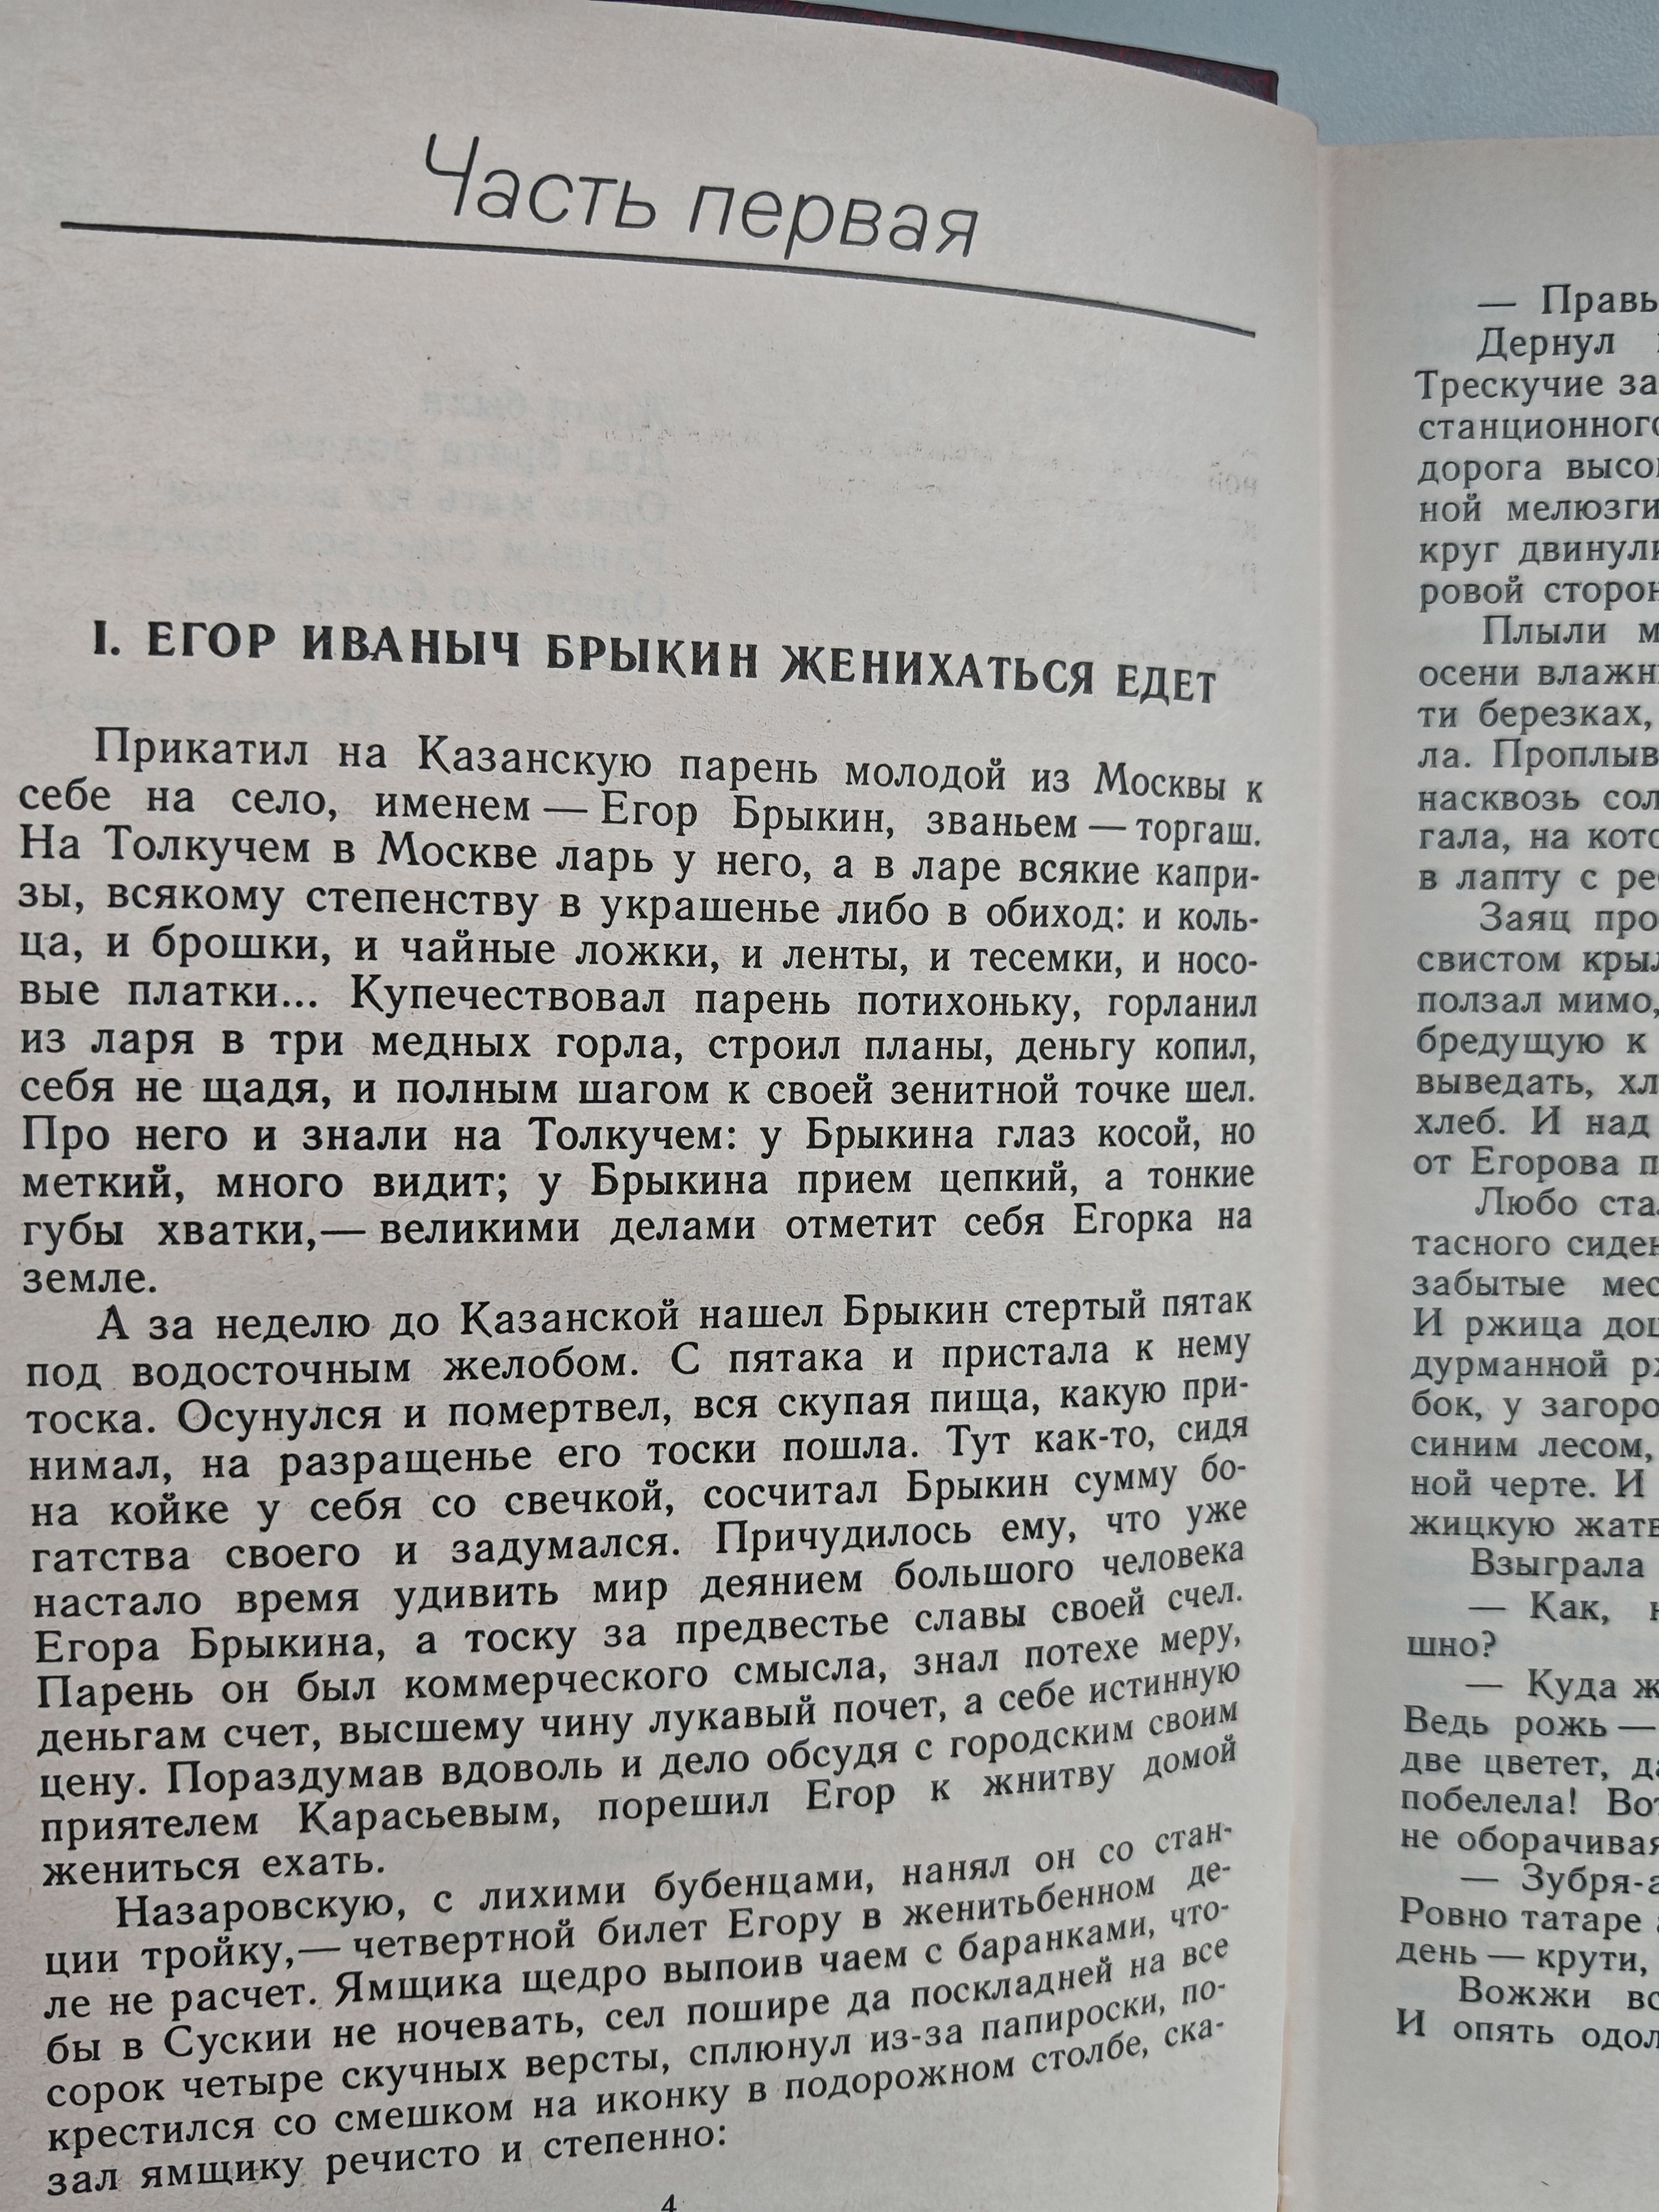 Часть первая
I. ЕГОР ИВАНЫЧ БРЫКИН ЖЕНИХАТЬСЯ ЕДЕТ
Прикатил на Казанскую парень молодой из Москвы к
себе на село, именем — Егор Брыкин, званьем — торгаш.
На Толкучем в Москве ларь у него, а в ларе всякие капри-
зы, всякому степенству в украшенье либо в обиход: и коль-
ца, и брошки, и чайные ложки, и ленты, и тесемки, и носо-
вые платки... Купечествовал парень потихоньку, горланил
из ларя в три медных горла, строил планы, деньгу копил,
себя не щадя, и полным шагом к своей зенитной точке шел.
Про него и знали на Толкучем: у Брыкина глаз косой, но
меткий, много видит; у Брыкина прием цепкий, а тонкие
губы хватки,— великими делами отметит себя Егорка на
земле.
А за неделю до Казанской нашел Брыкин стертый пятак
под водосточным желобом. С пятака и пристала к нему
тоска. Осунулся и помертвел, вся скупая пища, какую при-
нимал, на разращенье его тоски пошла. Тут как-то, сидя
на койке у себя со свечкой, сосчитал Брыкин сумму бо-
гатства своего и задумался. Причудилось ему, что уже
настало время удивить мир деянием большого человека
Егора Брыкина, а тоску за предвестье славы своей счел.
Парень он был коммерческого смысла, знал потехе меру,
деньгам счет, высшему чину лукавый почет, а себе истинную
цену. Пораздумав вдоволь и дело обсудя с городским своим
приятелем Карасьевым, порешил Егор к жнитву домой
жениться ехать.
Назаровскую, с лихими бубенцами, нанял он со стан-
ции тройку,— четвертной билет Егору в женитьбенном де-
ле не расчет. Ямщика щедро выпоив чаем с баранками, что-
бы в Сускии не ночевать, сел пошире да поскладней на все
сорок четыре скучных версты, сплюнул из-за папироски, по-
крестился со смешком на иконку в подорожном столбе, ска-
зал ямщику речисто и степенно:
4
— Правь
Дернул
Трескучие за
станционного
дорога высо
ной мелюзги
круг двинули
ровой сторон
Плыли м
осени влажн
ти березках,
ла. Проплыв
насквозь сол
гала, на кото
в лапту с ре
Заяц про
свистом крыл
ползал мимо,
бредущую к
выведать, хл
хлеб. И над
от Егорова п
Любо ста
тасного сиден
забытые мес
И ржица до
дурманной рж
бок, у загоро
синим лесом,
ной черте. И
жицкую жатв
Взыграла
— Как, н
шно?
— Куда ж
Ведь рожь —
две цветет, да
побелела! Вот
не оборачивая
— Зубря-а
Ровно татаре
день — крути,
Вожжи вс
И опять одол